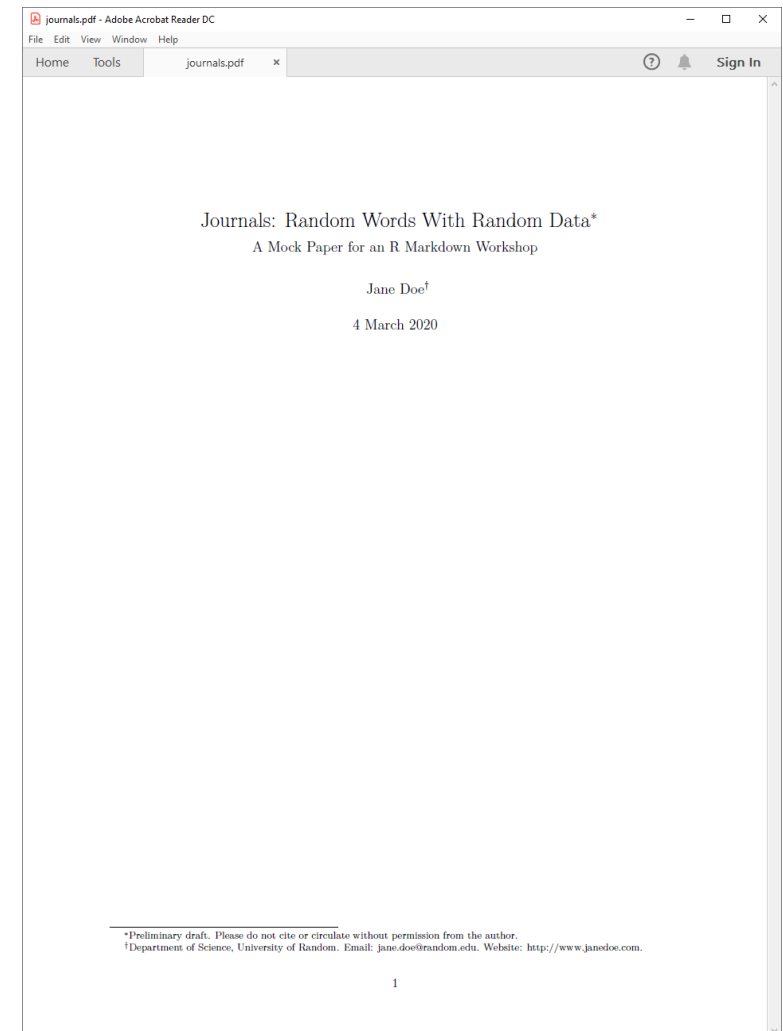 journals.pdf - Adobe Acrobat Reader DC
File Edit View Window Help
Home Tools journals.pdf × ? Sign In
Journals: Random Words With Random Data*
A Mock Paper for an R Markdown Workshop
Jane Doe†
4 March 2020
*Preliminary draft. Please do not cite or circulate without permission from the author.
†Department of Science, University of Random. Email: jane.doe@random.edu. Website: http://www.janedoe.com.
1